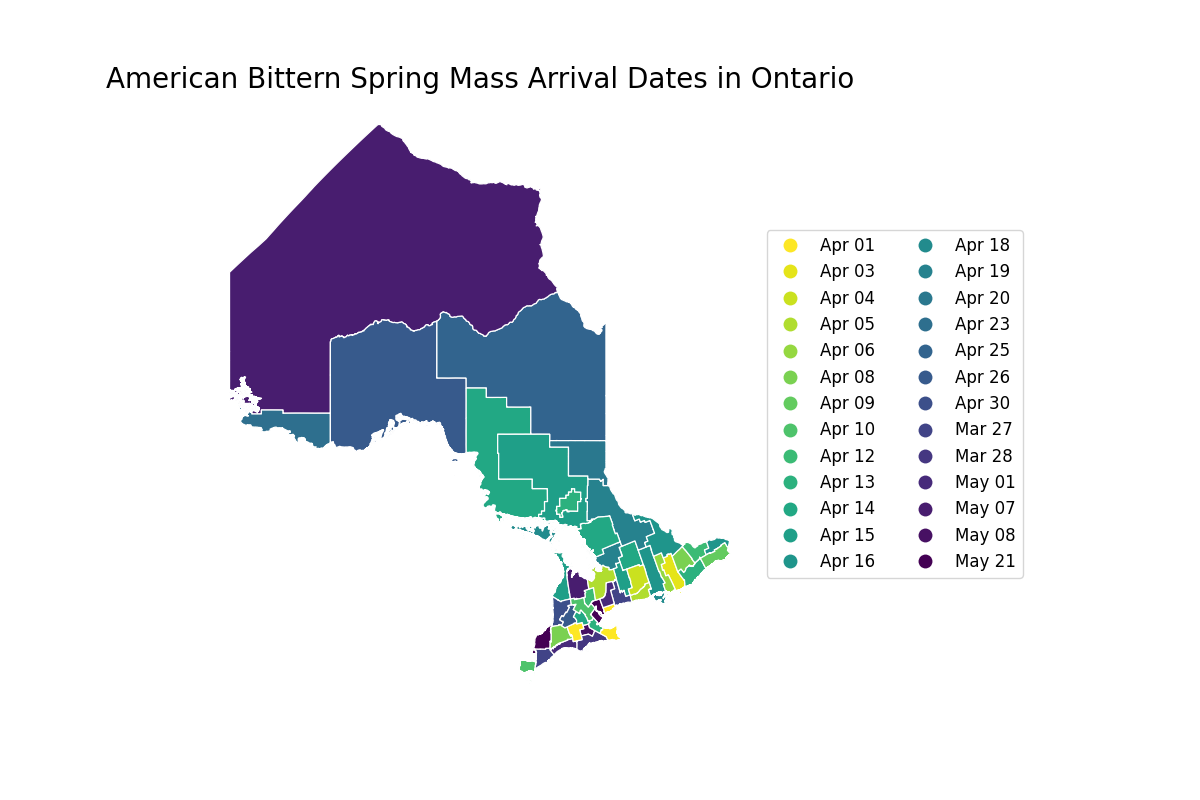 American Bittern Spring Mass Arrival Dates in Ontario
Apr 01
Apr 03
Apr 04
Apr 05
Apr 06
Apr 08
Apr 09
Apr 10
Apr 12
Apr 13
Apr 14
Apr 15
Apr 16
Apr 18
Apr 19
Apr 20
Apr 23
Apr 25
Apr 26
Apr 30
Mar 27
Mar 28
May 01
May 07
May 08
May 21